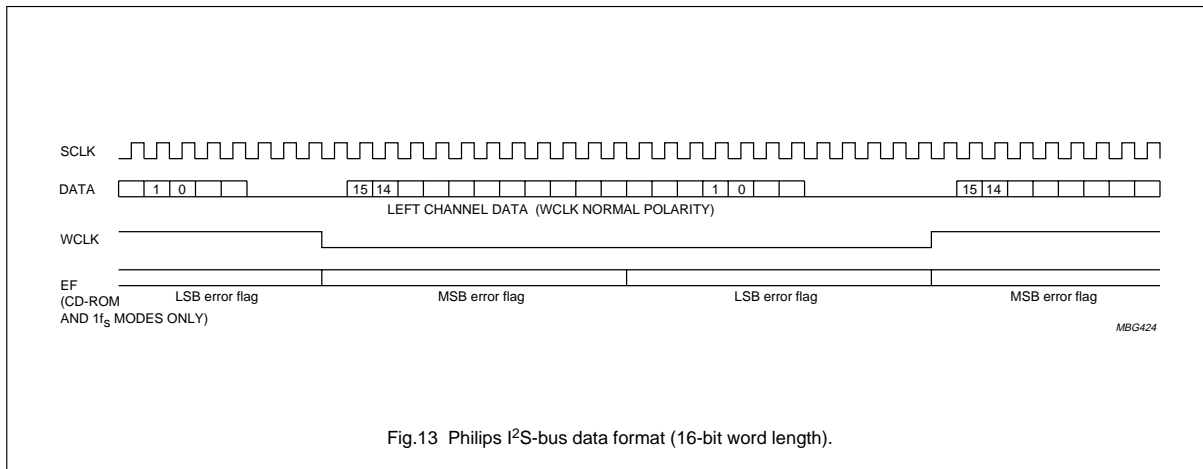 SCLK
DATA 1 0 15 14 1 0 15 14
LEFT CHANNEL DATA (WCLK NORMAL POLARITY)
WCLK
EF
(CD-ROM
AND 1fs MODES ONLY)
LSB error flag MSB error flag LSB error flag MSB error flag
MBG424
Fig.13 Philips I²S-bus data format (16-bit word length).